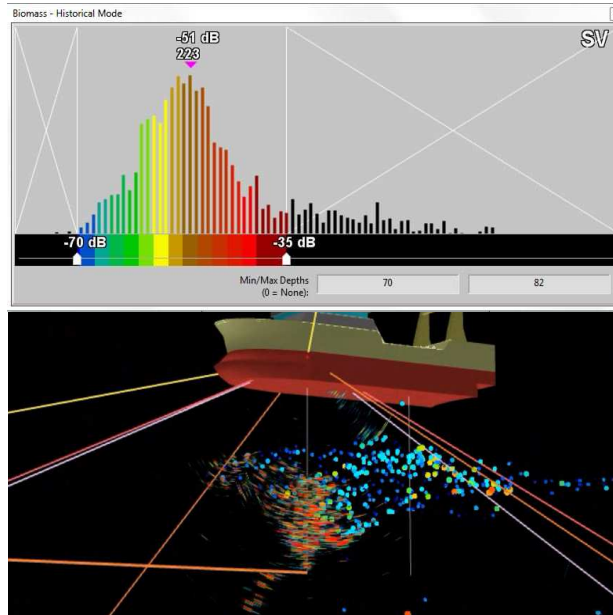 Biomass - Historical Mode
-51 dB
223
SV
-70 dB
-35 dB
Min/Max Depths
(0 = None):
70
82